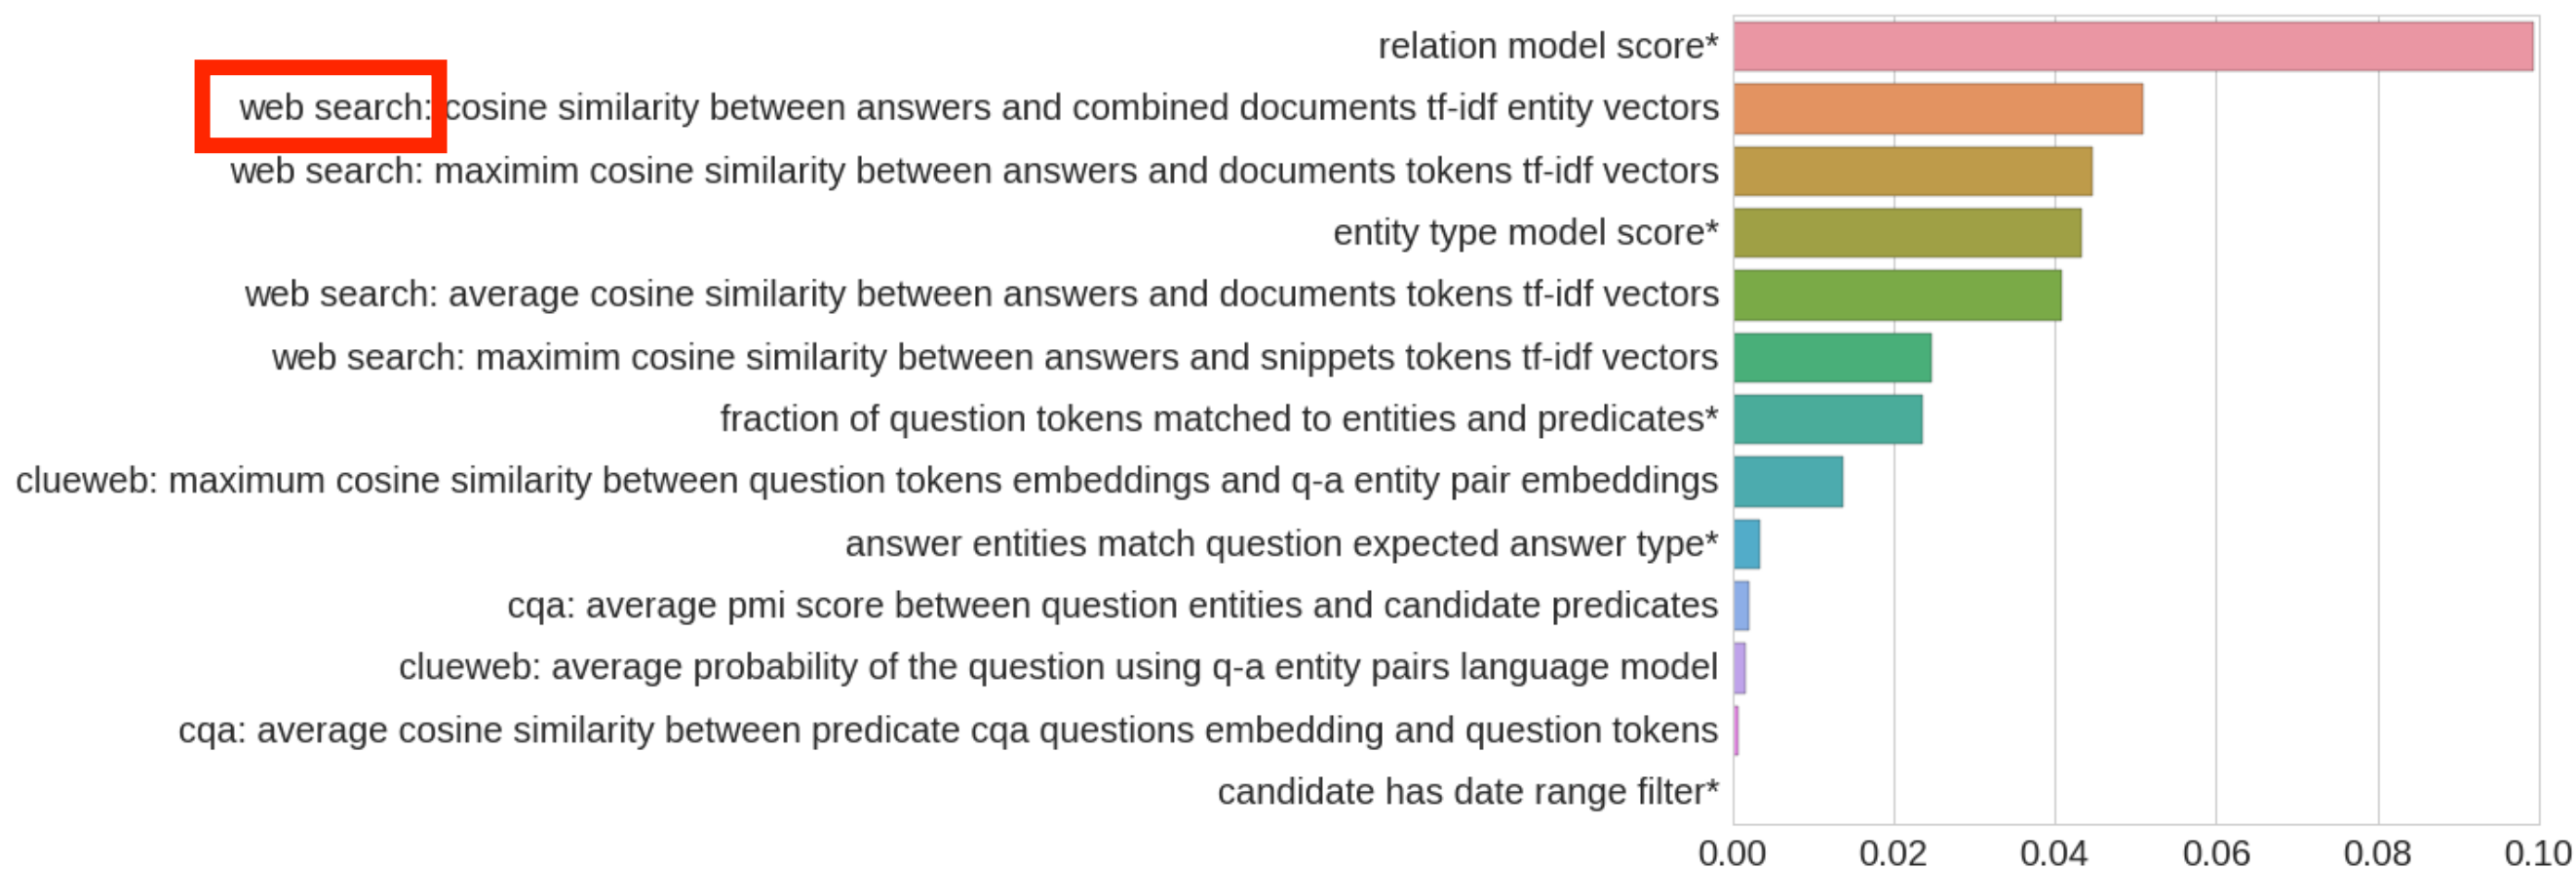 relation model score*
web search: cosine similarity between answers and combined documents tf-idf entity vectors
web search: maximim cosine similarity between answers and documents tokens tf-idf vectors
entity type model score*
web search: average cosine similarity between answers and documents tokens tf-idf vectors
web search: maximim cosine similarity between answers and snippets tokens tf-idf vectors
fraction of question tokens matched to entities and predicates*
clueweb: maximum cosine similarity between question tokens embeddings and q-a entity pair embeddings
answer entities match question expected answer type*
cqa: average pmi score between question entities and candidate predicates
clueweb: average probability of the question using q-a entity pairs language model
cqa: average cosine similarity between predicate cqa questions embedding and question tokens
candidate has date range filter*
0.00 0.02 0.04 0.06 0.08 0.10